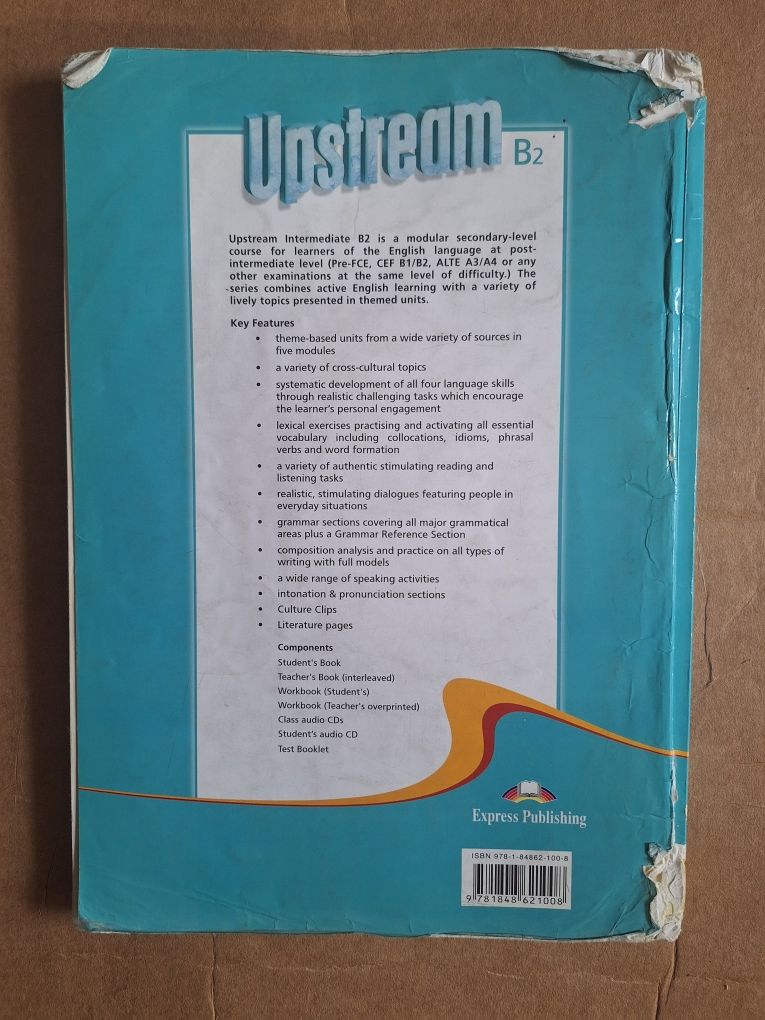 Upstream B2
Upstream Intermediate B2 is a modular secondary-level
course for learners of the English language at post-
intermediate level (Pre-FCE, CEF B1/B2, ALTE A3/A4 or any
other examinations at the same level of difficulty.) The
series combines active English learning with a variety of
lively topics presented in themed units.
Key Features
• theme-based units from a wide variety of sources in
five modules
• a variety of cross-cultural topics
• systematic development of all four language skills
through realistic challenging tasks which encourage
the learner's personal engagement
• lexical exercises practising and activating all essential
vocabulary including collocations, idioms, phrasal
verbs and word formation
• a variety of authentic stimulating reading and
listening tasks
• realistic, stimulating dialogues featuring people in
everyday situations
• grammar sections covering all major grammatical
areas plus a Grammar Reference Section
• composition analysis and practice on all types of
writing with full models
• a wide range of speaking activities
• intonation & pronunciation sections
• Culture Clips
• Literature pages
Components
Student's Book
Teacher's Book (interleaved)
Workbook (Student's)
Workbook (Teacher's overprinted)
Class audio CDs
Student's audio CD
Test Booklet
Express Publishing
ISBN 978-1-84862-100-8
9 781848 621008